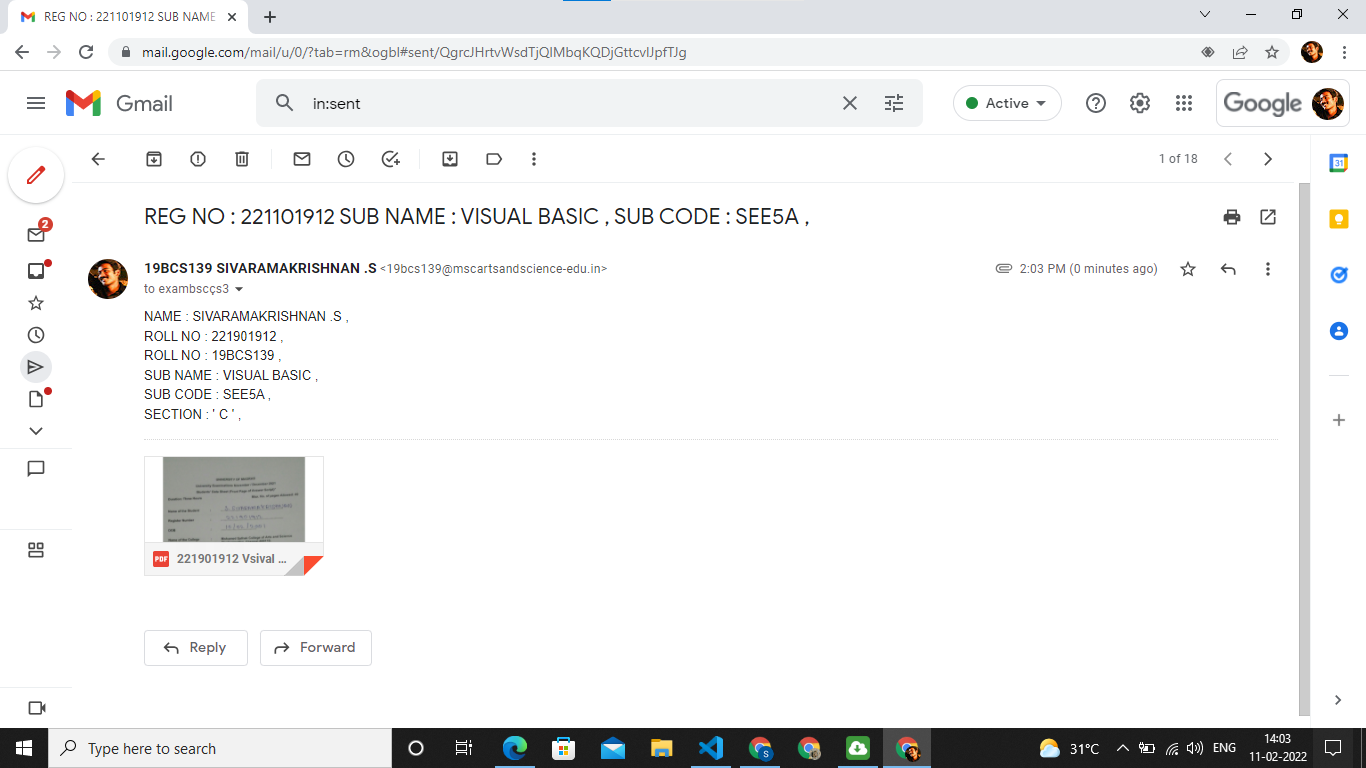 REG NO : 221101912 SUB NAME
mail.google.com/mail/u/0/?tab=rm&ogbl#sent/
Gmail
in:sent
Active
Google
1 of 18
31
2
REG NO : 221101912 SUB NAME : VISUAL BASIC , SUB CODE : SEE5A ,
19BCS139 SIVARAMAKRISHNAN .S <19bcs139@mscartsandscience-edu.in>
2:03 PM (0 minutes ago)
to exambscçs3
NAME : SIVARAMAKRISHNAN .S ,
ROLL NO : 221901912 ,
ROLL NO : 19BCS139 ,
SUB NAME : VISUAL BASIC ,
SUB CODE : SEE5A ,
SECTION : ' C ' ,
PDF
221901912 Vsival ...
Reply
Forward
Type here to search
S
31°C
ENG
14:03
11-02-2022